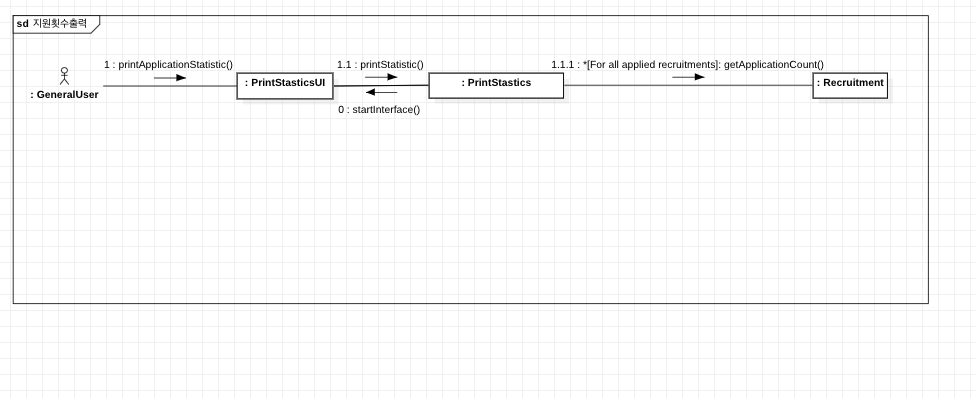 sd 지원횟수출력
1 : printApplicationStatistic()
1.1 : printStatistic()
1.1.1 : *[For all applied recruitments]: getApplicationCount()
: GeneralUser
: PrintStasticsUI
: PrintStastics
: Recruitment
0 : startInterface()